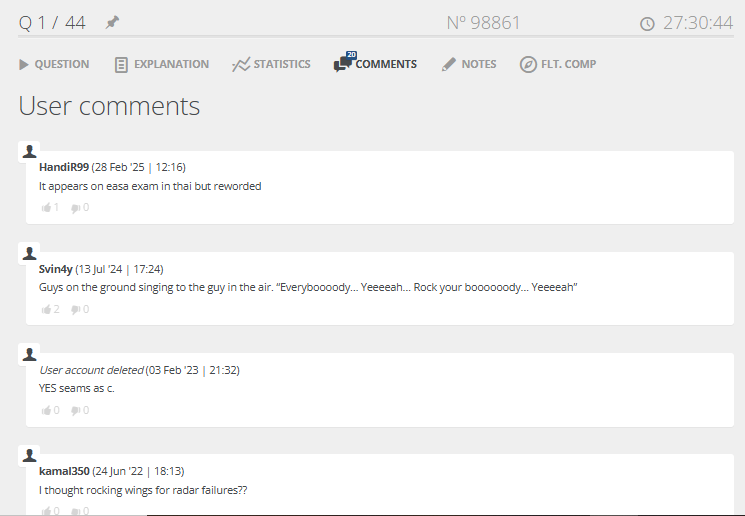 Q 1 / 44
Nº 98861
27:30:44
QUESTION
EXPLANATION
STATISTICS
20
COMMENTS
NOTES
FLT. COMP
User comments
HandiR99 (28 Feb '25 | 12:16)
It appears on easa exam in thai but reworded
1 0
Svin4y (13 Jul '24 | 17:24)
Guys on the ground singing to the guy in the air. “Everyboooody... Yeeeeah... Rock your boooooody... Yeeeeah”
2 0
User account deleted (03 Feb '23 | 21:32)
YES seams as c.
0 0
kamal350 (24 Jun '22 | 18:13)
I thought rocking wings for radar failures??
0 0